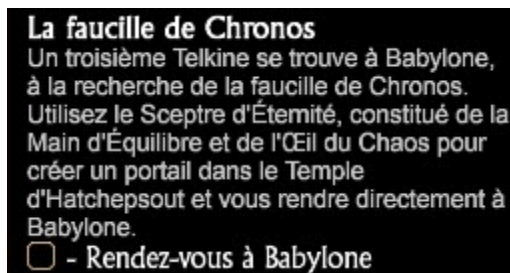 La faucille de Chronos
Un troisième Telkine se trouve à Babylone,
à la recherche de la faucille de Chronos.
Utilisez le Sceptre d'Éternité, constitué de la
Main d'Équilibre et de l'Œil du Chaos pour
créer un portail dans le Temple
d'Hatchepsout et vous rendre directement à
Babylone.
- Rendez-vous à Babylone